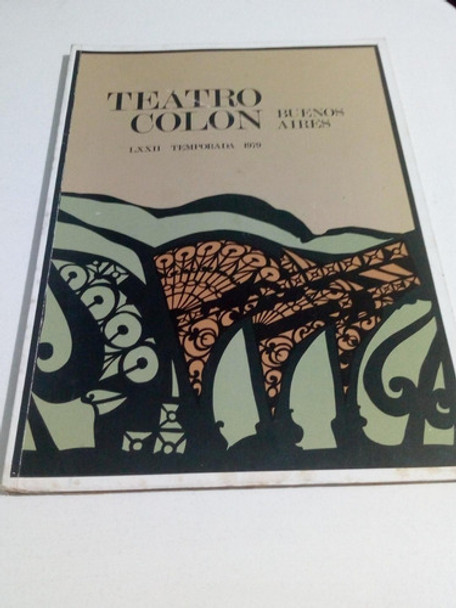 TEATRO
COLON
BUENOS
AIRES
LXXII TEMPORADA 1979